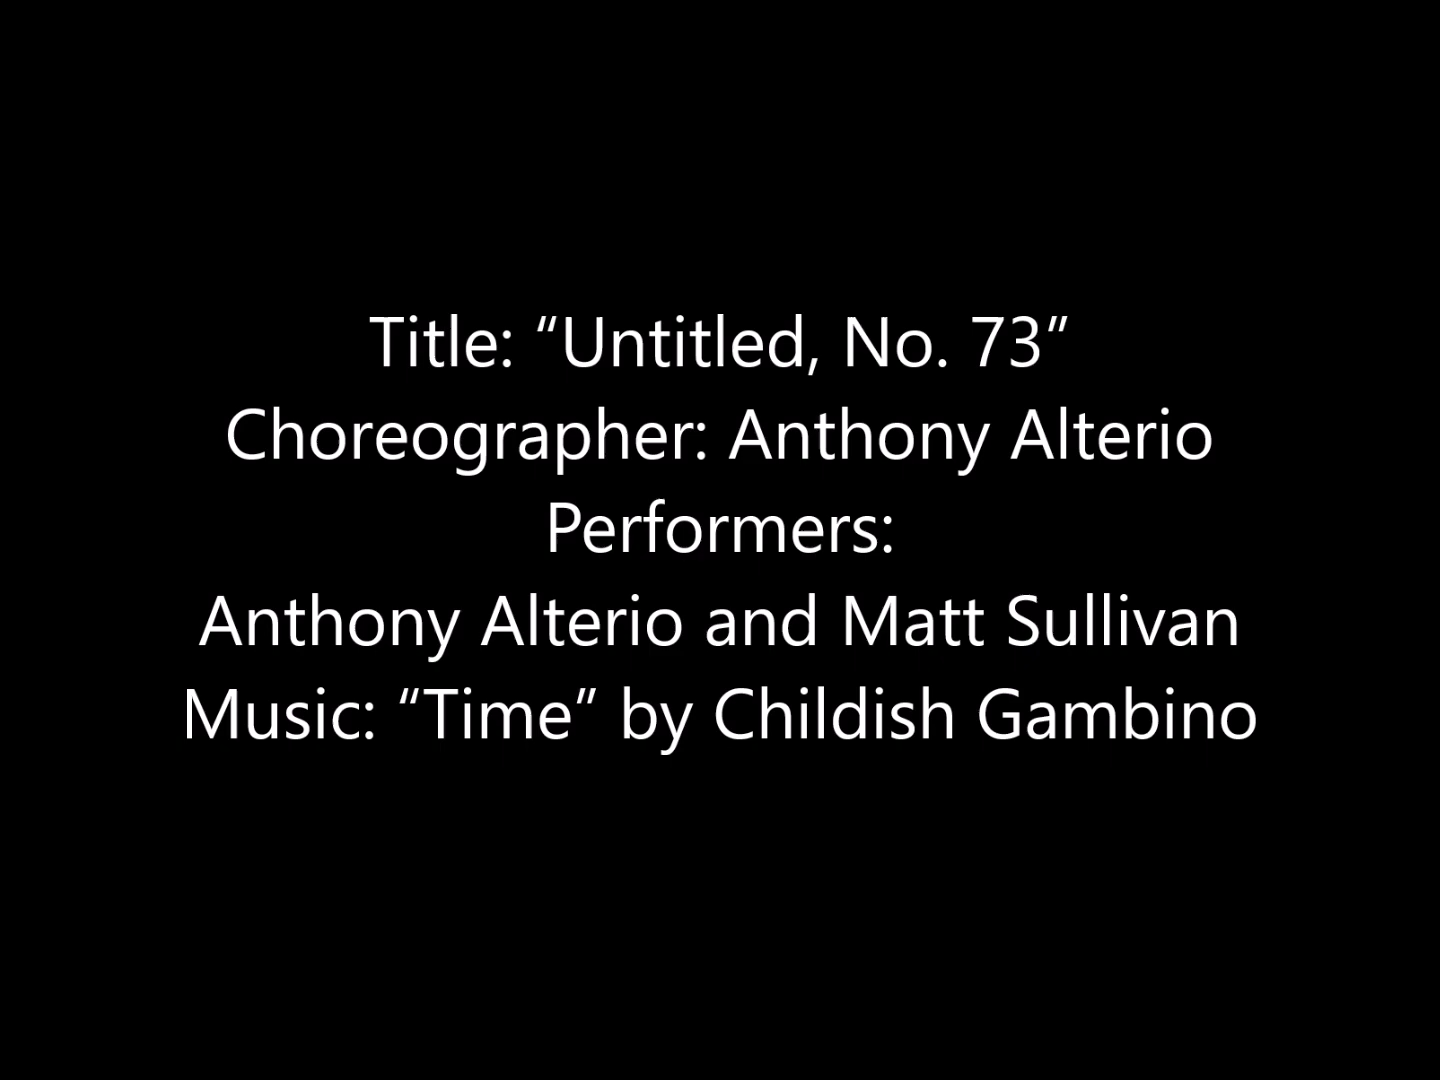 Title: “Untitled, No. 73”
Choreographer: Anthony Alterio
Performers:
Anthony Alterio and Matt Sullivan
Music: “Time” by Childish Gambino